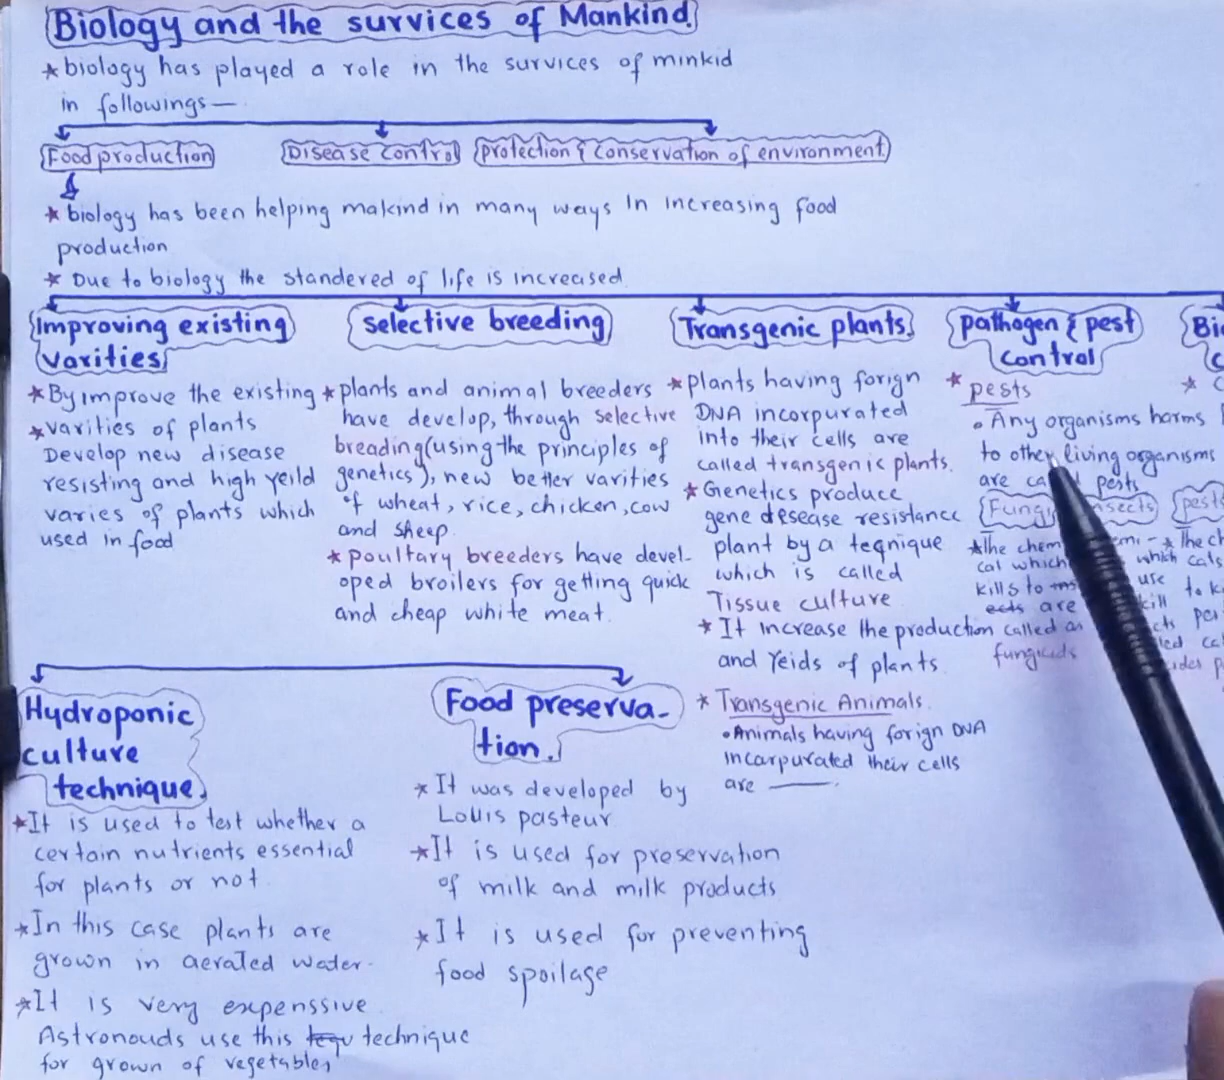 Biology and the survices of Mankind.
* biology has played a role in the survices of minkid
in followings —
Food production
Disease control
protection & conservation of environment
* biology has been helping makind in many ways In increasing food
production
* Due to biology the standered of life is increased.
Improving existing
varities
* By improve the existing
* varities of plants
Develop new disease
resisting and high yeild
varies of plants which
used in food
selective breeding
* plants and animal breeders
have develop, through selective
breading (using the principles of
genetics), new better varities
of wheat, rice, chicken, cow
and sheep
* poultary breeders have devel-
oped broilers for getting quick
and cheap white meat.
Transgenic plants.
* plants having forign
DNA incorpurated
into their cells are
called transgenic plants.
* Genetics produce
gene desease resistance
plant by a teqnique
which is called
Tissue culture
* It increase the production
and Yeids of plants
* Transgenic Animals.
• Animals having forign DNA
incarpurated their cells
are —.
pathogen & pest
control
* pests
• Any organisms harms
to other living organisms
are pests
* The chem
cal which
kills to
ects are
called as
fungicids
* The ch
which
use
Hydroponic
culture
technique.
* It is used to test whether a
certain nutrients essential
for plants or not
* In this case plants are
grown in aerated water.
* It is very expenssive
Astronouds use this technique
for grown of vegetables
Food preserva-
tion.
* It was developed by
Louis pasteur
* It is used for preservation
of milk and milk products
* It is used for preventing
food spoilage